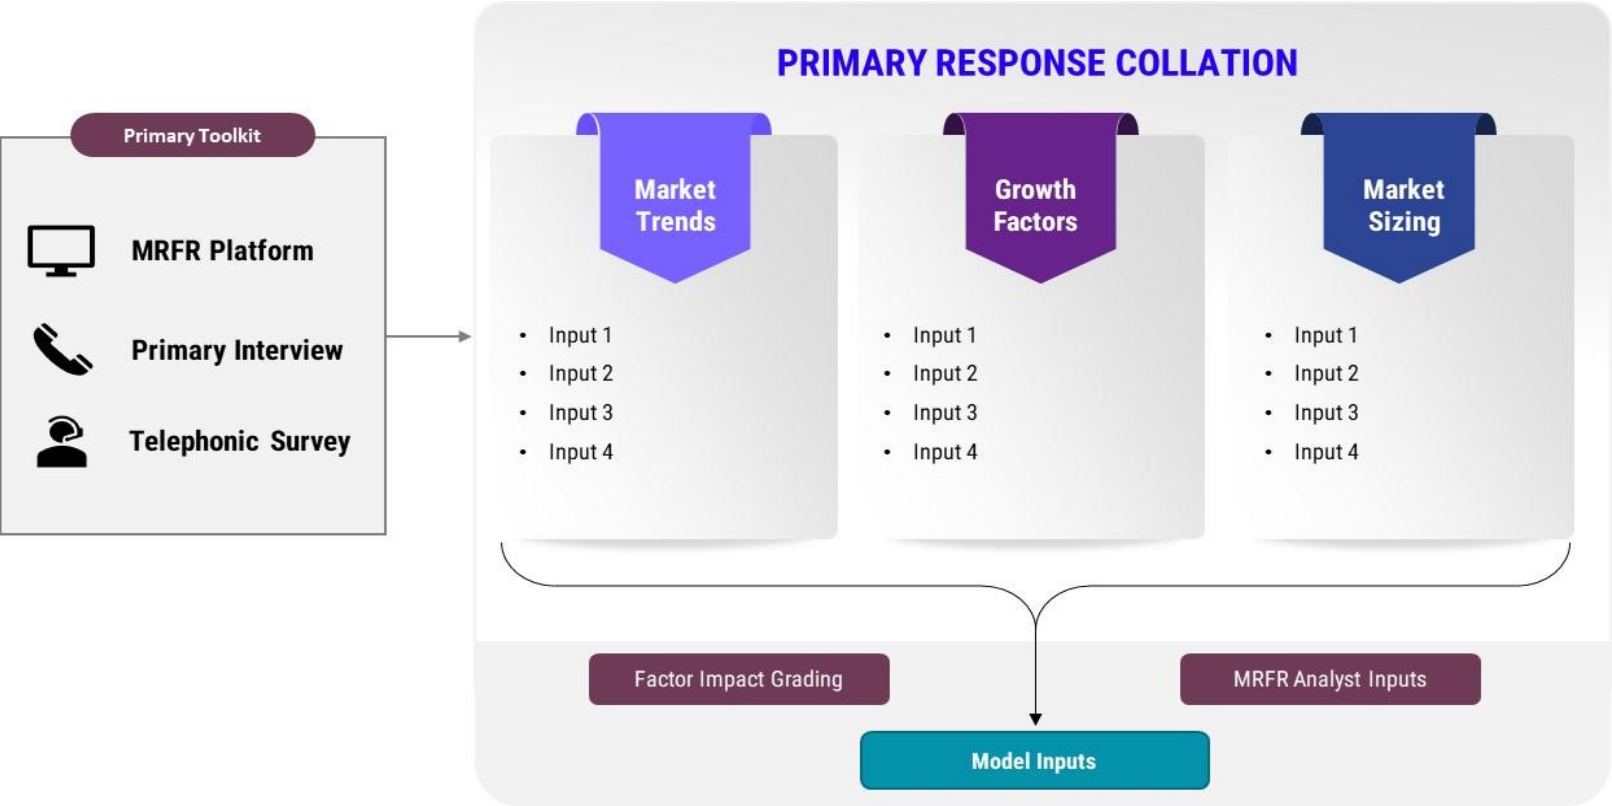 PRIMARY RESPONSE COLLATION
Primary Toolkit
MRFR Platform
Primary Interview
Telephonic Survey
Market
Trends
• Input 1
• Input 2
• Input 3
• Input 4
Growth
Factors
• Input 1
• Input 2
• Input 3
• Input 4
Market
Sizing
• Input 1
• Input 2
• Input 3
• Input 4
Factor Impact Grading
MRFR Analyst Inputs
Model Inputs